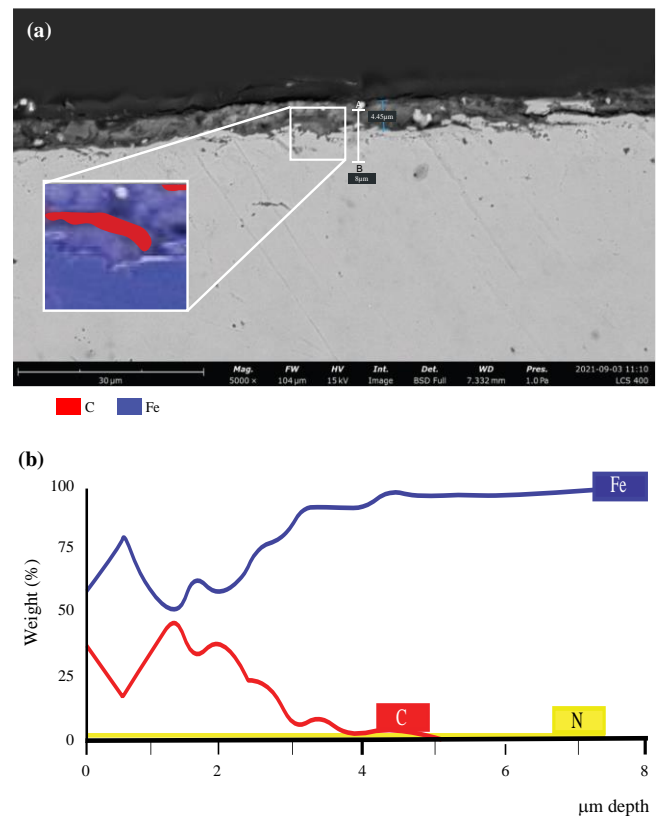 (a)
A
4.45µm
B
8µm
30 µm
Mag. FW HV Int. Det. WD Pres. 2021-09-03 11:10
5000 × 104 µm 15 kV Image BSD Full 7.332 mm 1.0 Pa LCS 400
C Fe
(b)
100
75
50
25
0
Weight (%)
Fe
C
N
0 2 4 6 8
µm depth